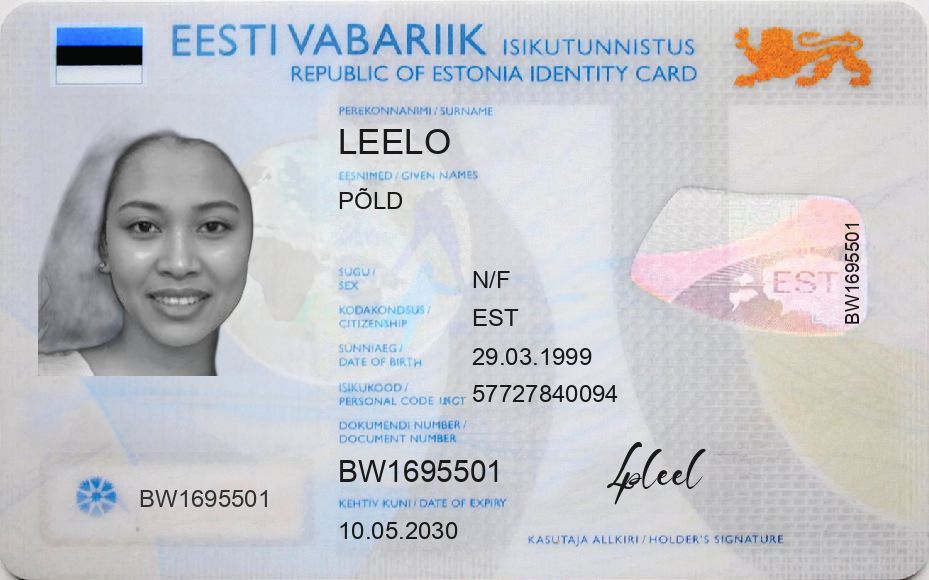 EESTI VABARIIK ISIKUTUNNISTUS
REPUBLIC OF ESTONIA IDENTITY CARD
PEREKONNANIMI / SURNAME
LEELO
EESNIMED / GIVEN NAMES
PÕLD
SUGU /
SEX
N/F
KODAKONDSUS /
CITIZENSHIP
EST
SÜNNIAEG /
DATE OF BIRTH
29.03.1999
ISIKUKOOD /
PERSONAL CODE
57727840094
DOKUMENDI NUMBER /
DOCUMENT NUMBER
BW1695501
KEHTIV KUNI / DATE OF EXPIRY
10.05.2030
BW1695501
EST
BW1695501
KASUTAJA ALLKIRI / HOLDER'S SIGNATURE